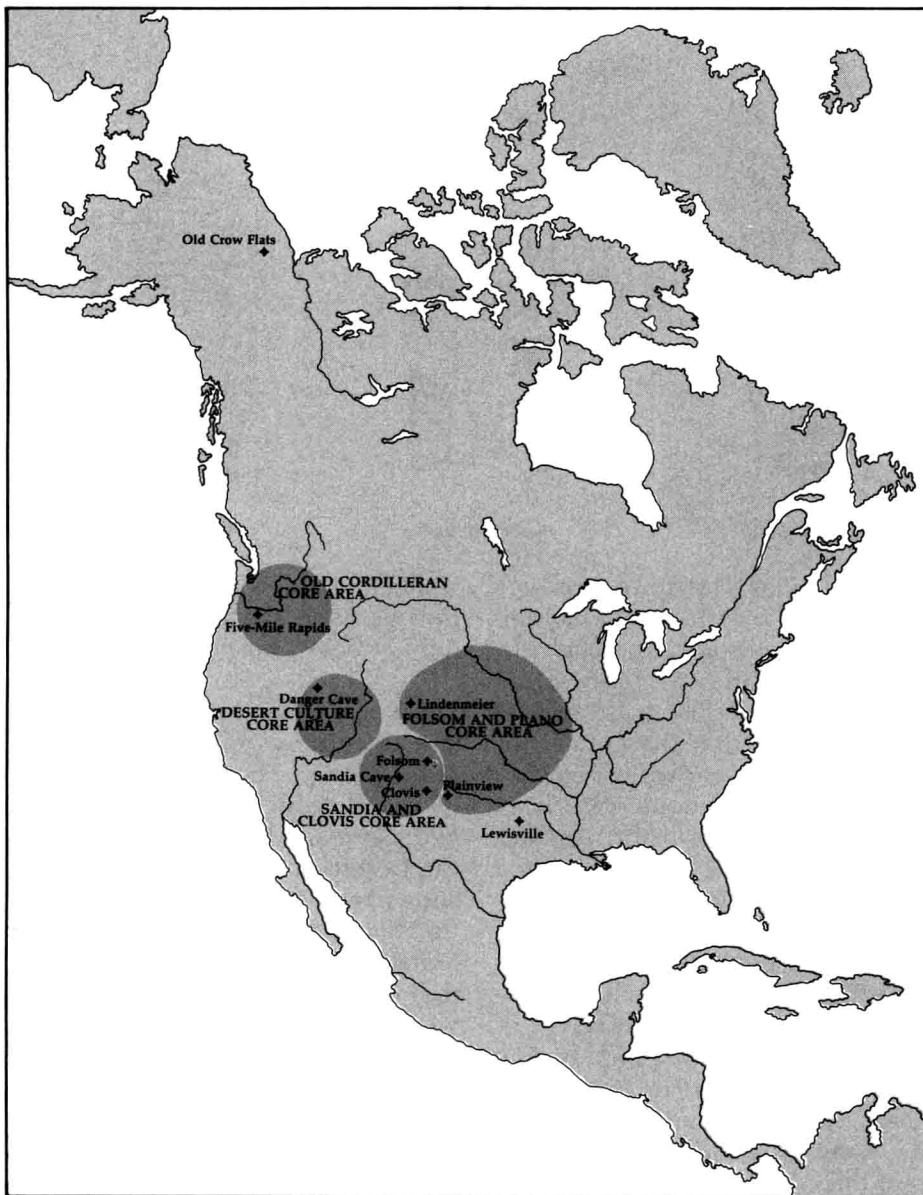 Old Crow Flats
OLD CORDILLERAN
CORE AREA
Five-Mile Rapids
Danger Cave
DESERT CULTURE
CORE AREA
Lindenmeier
FOLSOM AND PLANO
CORE AREA
Folsom
Sandia Cave
Clovis
Plainview
SANDIA AND
CLOVIS CORE AREA
Lewisville